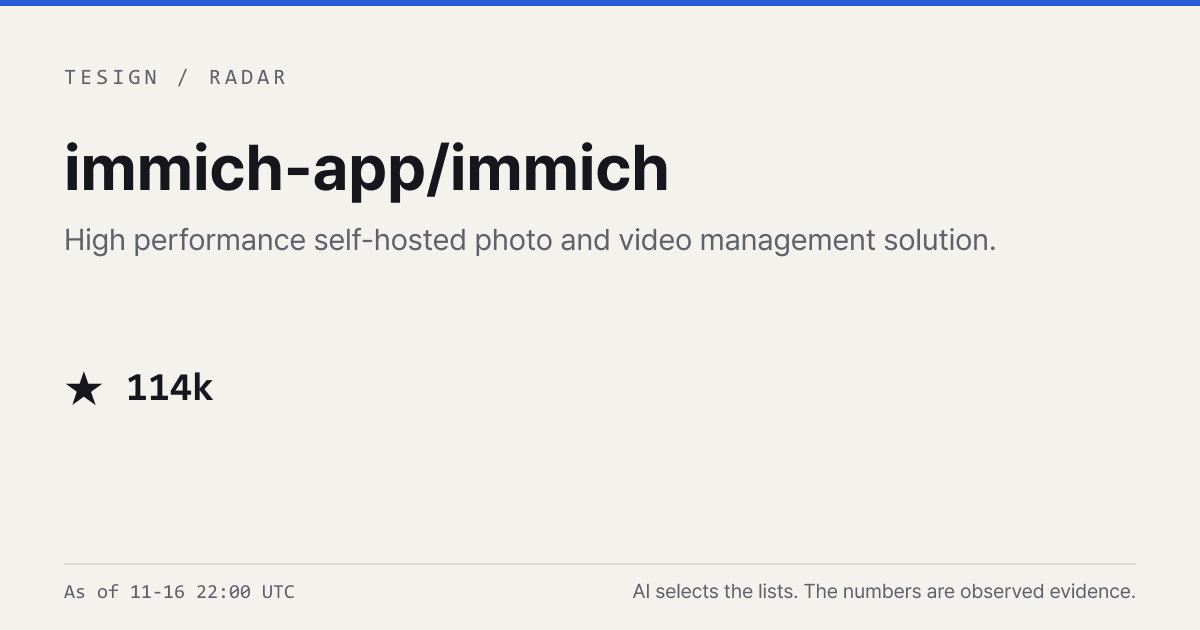 TESIGN / RADAR
immich-app/immich
High performance self-hosted photo and video management solution.
★ 114k
As of 11-16 22:00 UTC
AI selects the lists. The numbers are observed evidence.